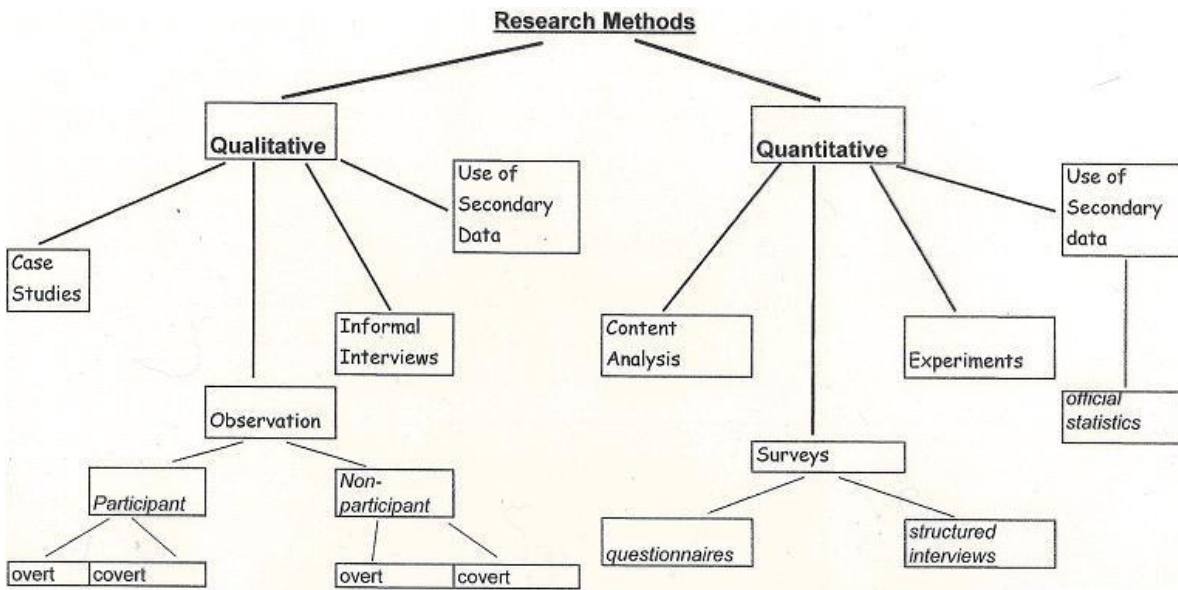 Research Methods
Qualitative
Quantitative
Use of
Secondary
Data
Use of
Secondary
data
Case
Studies
Informal
Interviews
Content
Analysis
Experiments
Observation
official
statistics
Surveys
Participant
Non-
participant
questionnaires
structured
interviews
overt
covert
overt
covert